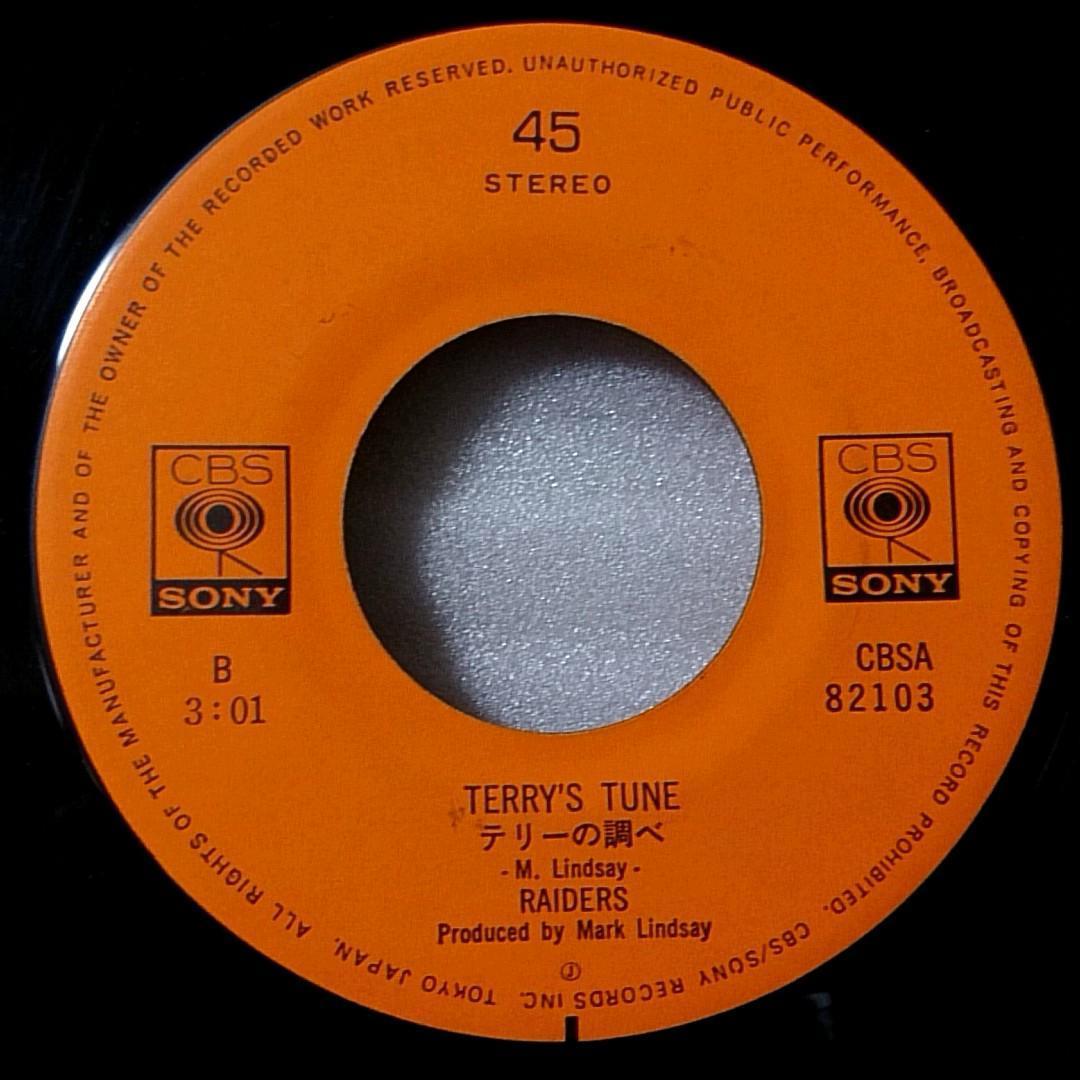 ALL RIGHTS OF THE MANUFACTURER AND OF THE OWNER OF THE RECORDED WORK RESERVED. UNAUTHORIZED PUBLIC PERFORMANCE, BROADCASTING AND COPYING OF THIS RECORD PROHIBITED. CBS/SONY RECORDS INC. TOKYO JAPAN.
45
STEREO
CBS
SONY
CBS
SONY
B
3:01
CBSA
82103
TERRY'S TUNE
テリーの調べ
- M. Lindsay -
RAIDERS
Produced by Mark Lindsay
Ⓙ